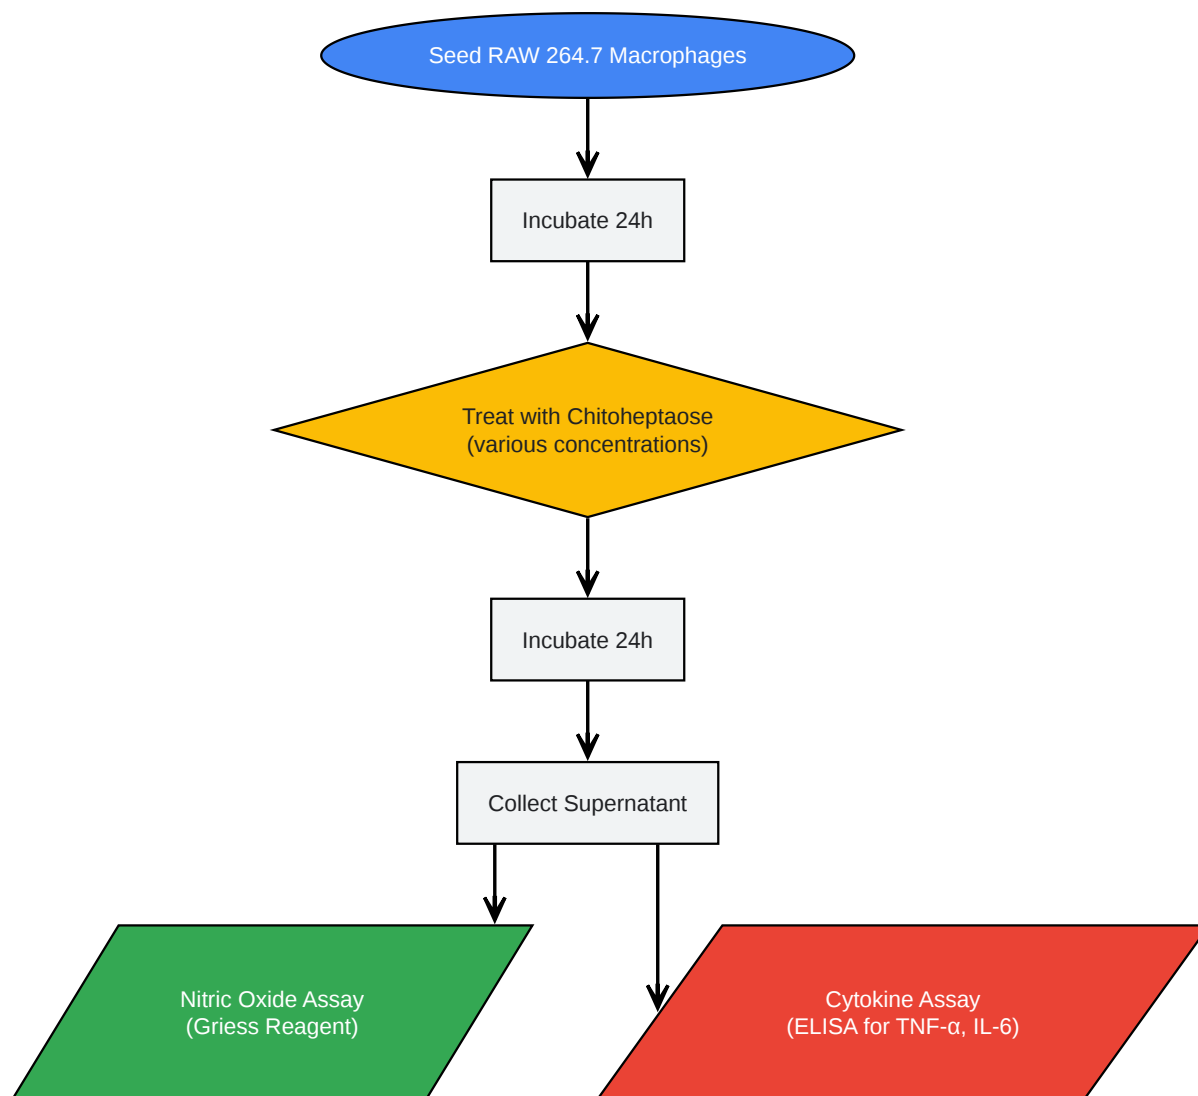 Seed RAW 264.7 Macrophages
Incubate 24h
Treat with Chitoheptaose
(various concentrations)
Incubate 24h
Collect Supernatant
Nitric Oxide Assay
(Griess Reagent)
Cytokine Assay
(ELISA for TNF-α, IL-6)